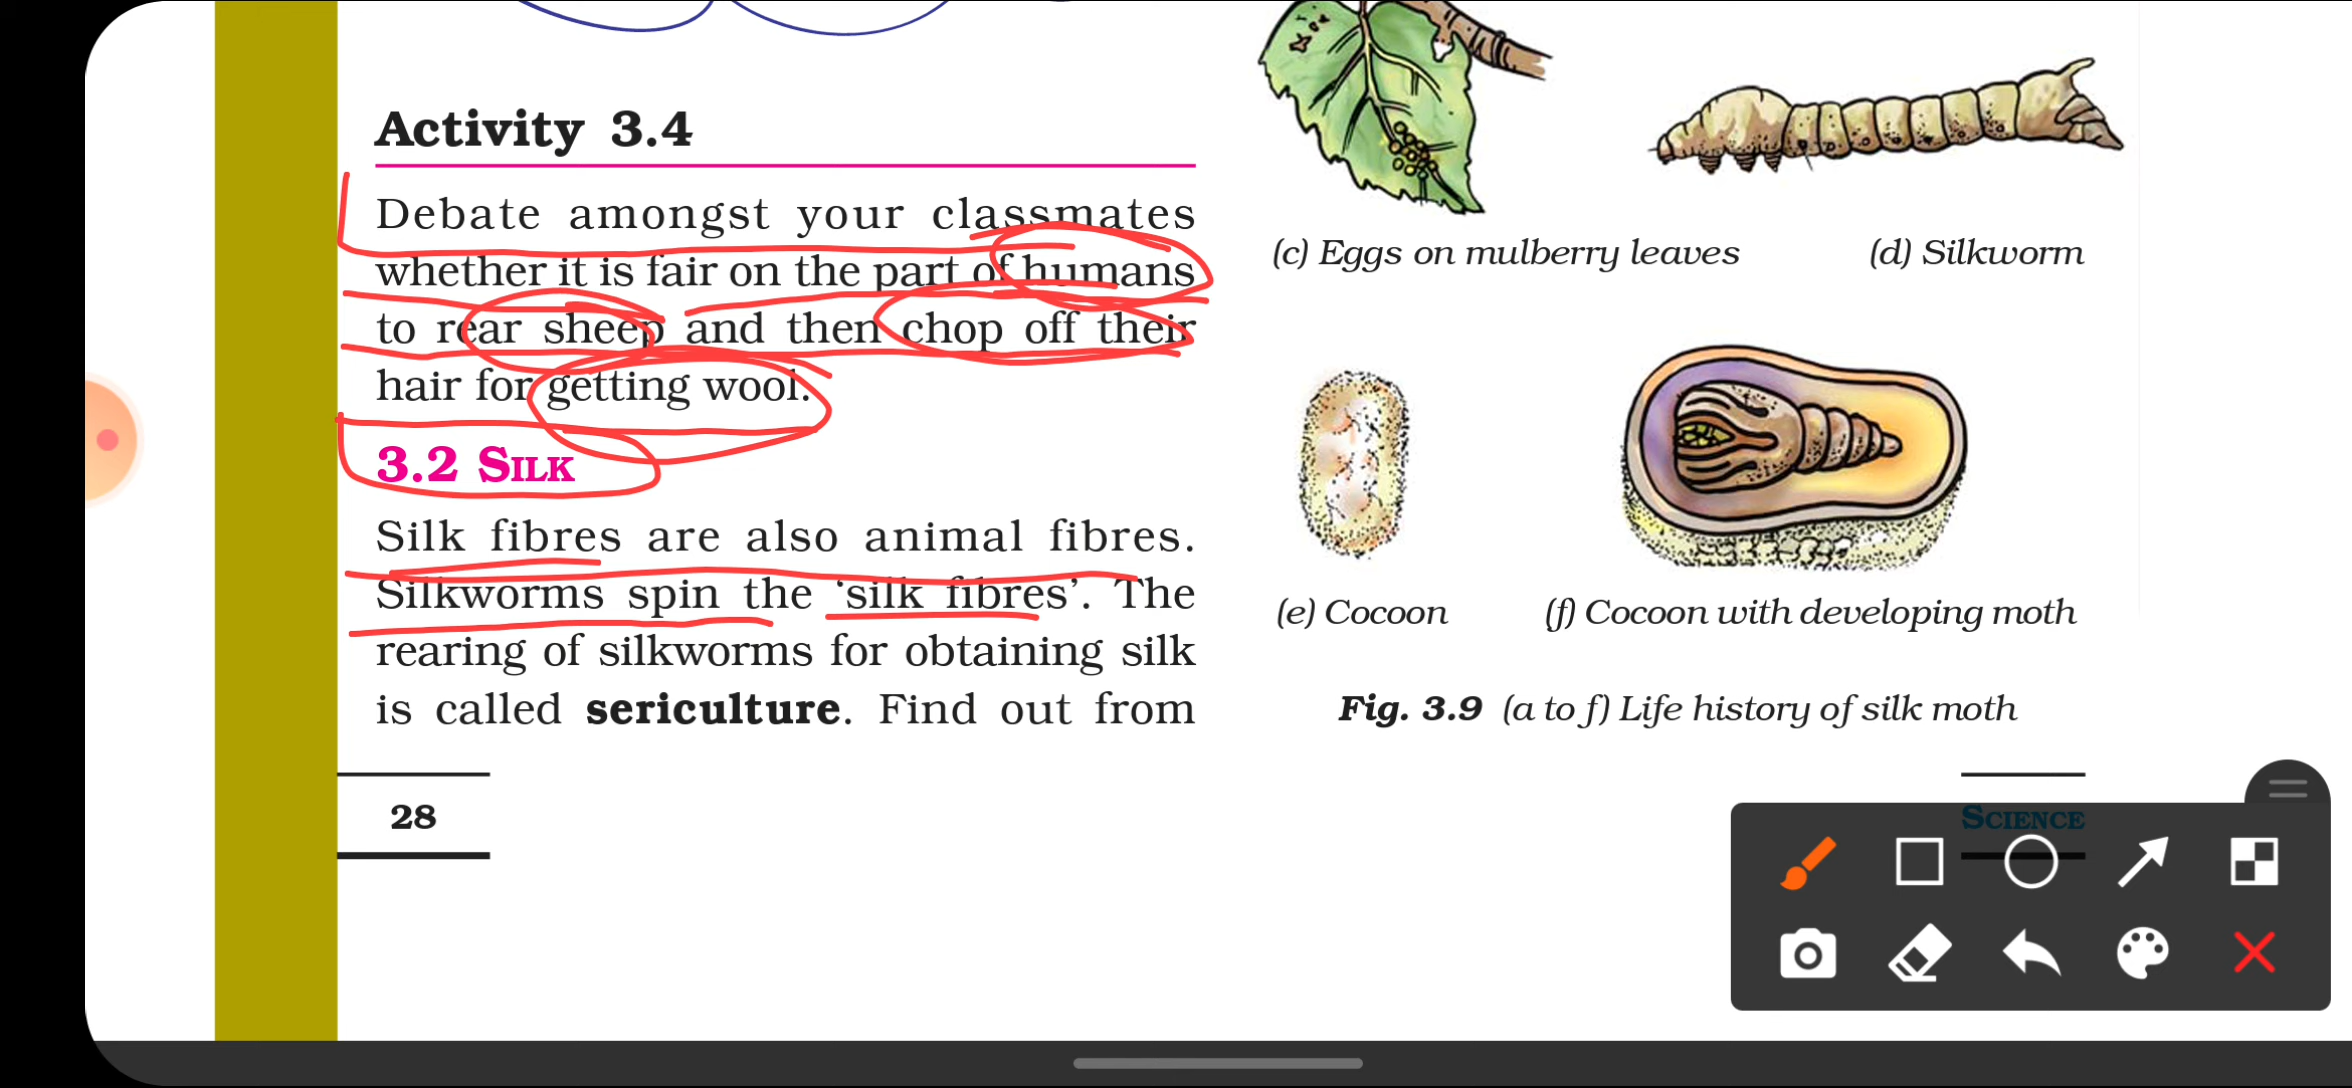 Activity 3.4
Debate amongst your classmates
whether it is fair on the part of humans
to rear sheep and then chop off their
hair for getting wool.
3.2 SILK
Silk fibres are also animal fibres.
Silkworms spin the ‘silk fibres’. The
rearing of silkworms for obtaining silk
is called sericulture. Find out from
28
(c) Eggs on mulberry leaves
(d) Silkworm
(e) Cocoon
(f) Cocoon with developing moth
Fig. 3.9 (a to f) Life history of silk moth
SCIENCE